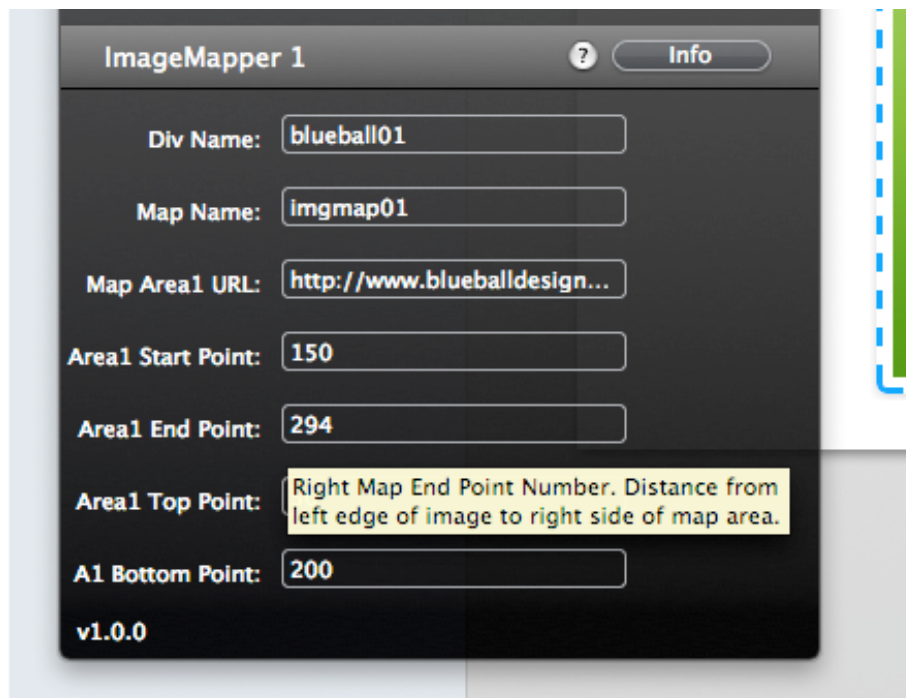 ImageMapper 1 ? Info
Div Name: blueball01
Map Name: imgmap01
Map Area1 URL: http://www.blueballdesign...
Area1 Start Point: 150
Area1 End Point: 294
Area1 Top Point:
Right Map End Point Number. Distance from
left edge of image to right side of map area.
A1 Bottom Point: 200
v1.0.0